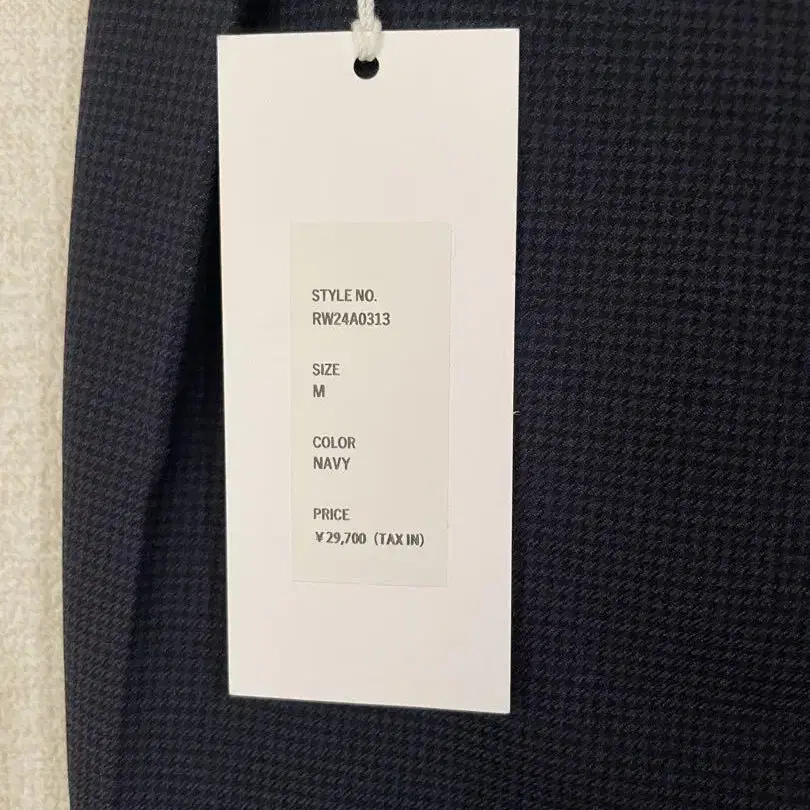 STYLE NO.
RW24A0313
SIZE
M
COLOR
NAVY
PRICE
¥29,700 (TAX IN)